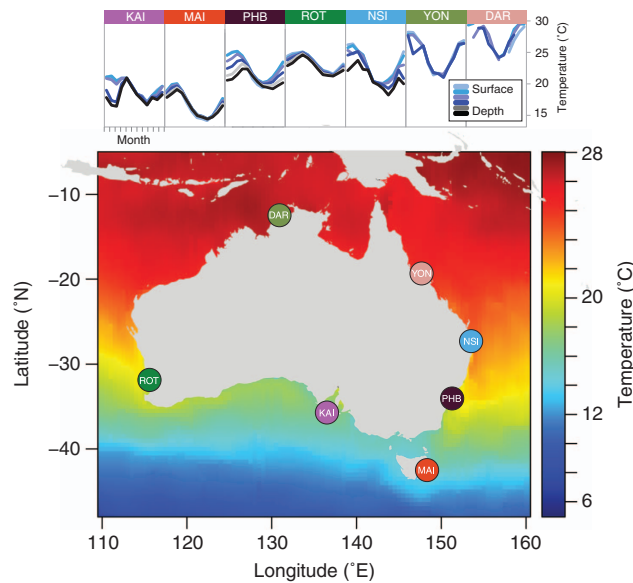 KAI MAI PHB ROT NSI YON DAR
30
25
20
15
Temperature (˚C)
Surface
Depth
Month
28
20
12
6
Temperature (˚C)
−10
−20
−30
−40
Latitude (˚N)
DAR
YON
NSI
ROT
PHB
KAI
MAI
110 120 130 140 150 160
Longitude (˚E)